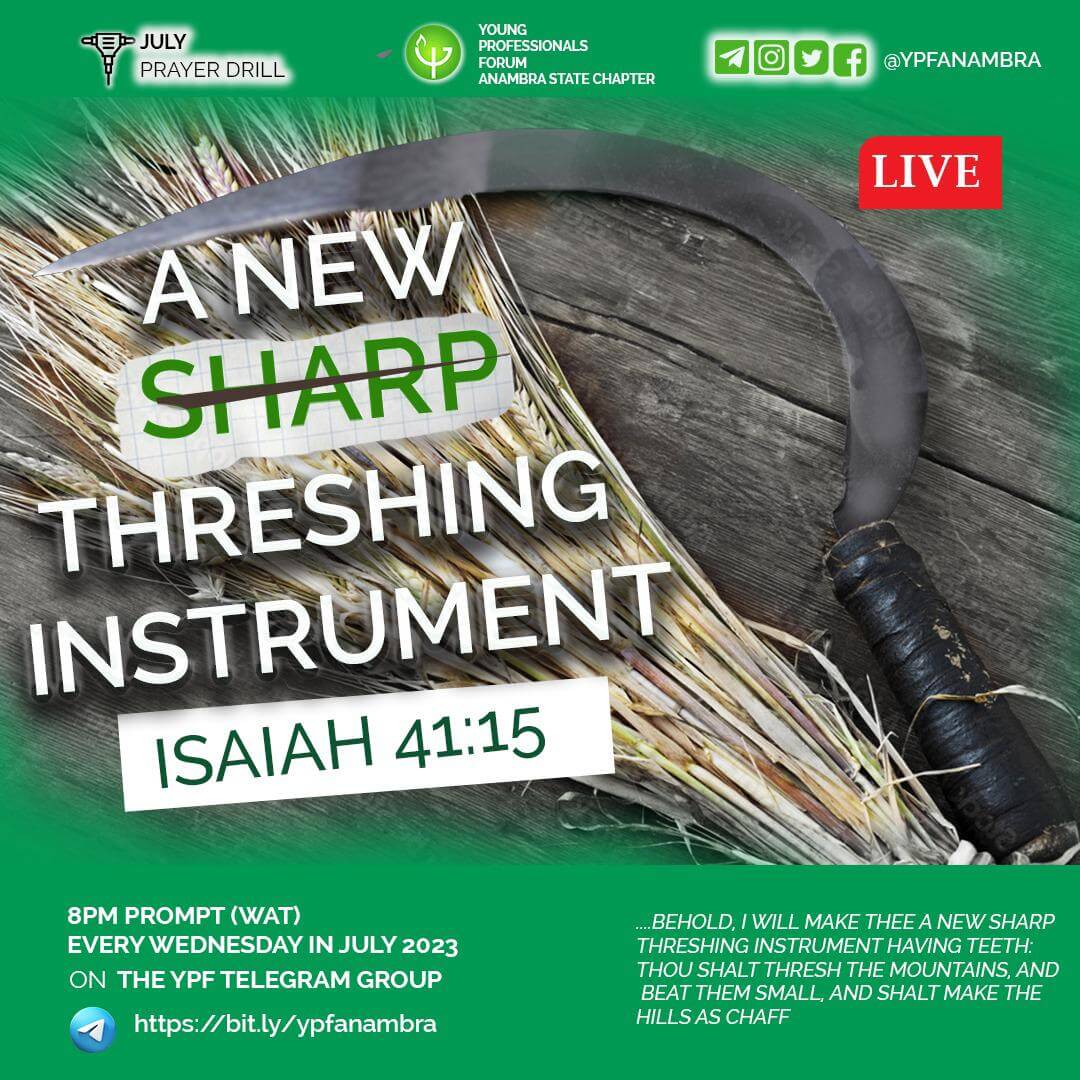 JULY
PRAYER DRILL
YOUNG
PROFESSIONALS
FORUM
ANAMBRA STATE CHAPTER
@YPFANAMBRA
LIVE
A NEW
SHARP
THRESHING
INSTRUMENT
ISAIAH 41:15
8PM PROMPT (WAT)
EVERY WEDNESDAY IN JULY 2023
ON THE YPF TELEGRAM GROUP
https://bit.ly/ypfanambra
....BEHOLD, I WILL MAKE THEE A NEW SHARP
THRESHING INSTRUMENT HAVING TEETH:
THOU SHALT THRESH THE MOUNTAINS, AND
BEAT THEM SMALL, AND SHALT MAKE THE
HILLS AS CHAFF